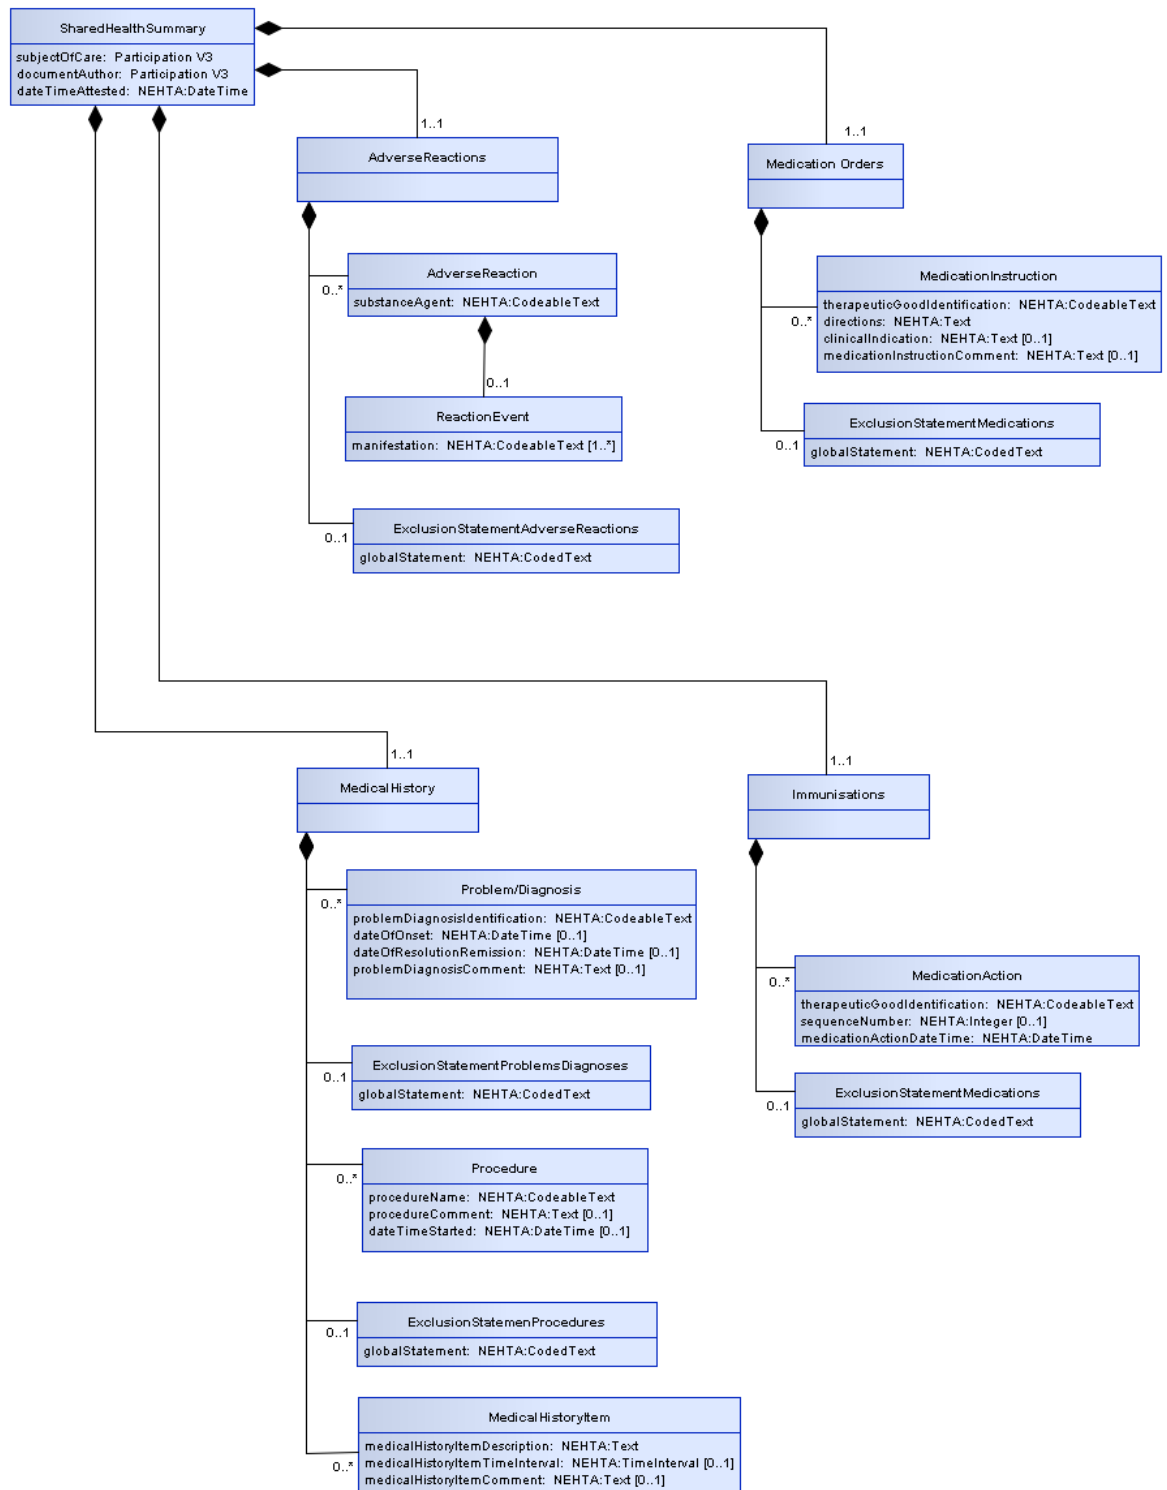 SharedHealthSummary
subjectOfCare: Participation V3
documentAuthor: Participation V3
dateTimeAttested: NEHTA:DateTime
1..1
1..1
AdverseReactions
Medication Orders
AdverseReaction
0..*
substanceAgent: NEHTA:CodeableText
MedicationInstruction
therapeuticGoodIdentification: NEHTA:CodeableText
0..*
directions: NEHTA:Text
clinicalIndication: NEHTA:Text [0..1]
medicationInstructionComment: NEHTA:Text [0..1]
0..1
ReactionEvent
manifestation: NEHTA:CodeableText [1..*]
ExclusionStatementMedications
0..1
globalStatement: NEHTA:CodedText
ExclusionStatementAdverseReactions
0..1
globalStatement: NEHTA:CodedText
1..1
1..1
MedicalHistory
Immunisations
Problem/Diagnosis
0..*
problemDiagnosisIdentification: NEHTA:CodeableText
dateOfOnset: NEHTA:DateTime [0..1]
dateOfResolutionRemission: NEHTA:DateTime [0..1]
problemDiagnosisComment: NEHTA:Text [0..1]
MedicationAction
0..*
therapeuticGoodIdentification: NEHTA:CodeableText
sequenceNumber: NEHTA:Integer [0..1]
medicationActionDateTime: NEHTA:DateTime
ExclusionStatementProblemsDiagnoses
0..1
globalStatement: NEHTA:CodedText
ExclusionStatementMedications
0..1
globalStatement: NEHTA:CodedText
Procedure
0..*
procedureName: NEHTA:CodeableText
procedureComment: NEHTA:Text [0..1]
dateTimeStarted: NEHTA:DateTime [0..1]
ExclusionStatemenProcedures
0..1
globalStatement: NEHTA:CodedText
MedicalHistoryItem
medicalHistoryItemDescription: NEHTA:Text
0..*
medicalHistoryItemTimeInterval: NEHTA:TimeInterval [0..1]
medicalHistoryItemComment: NEHTA:Text [0..1]